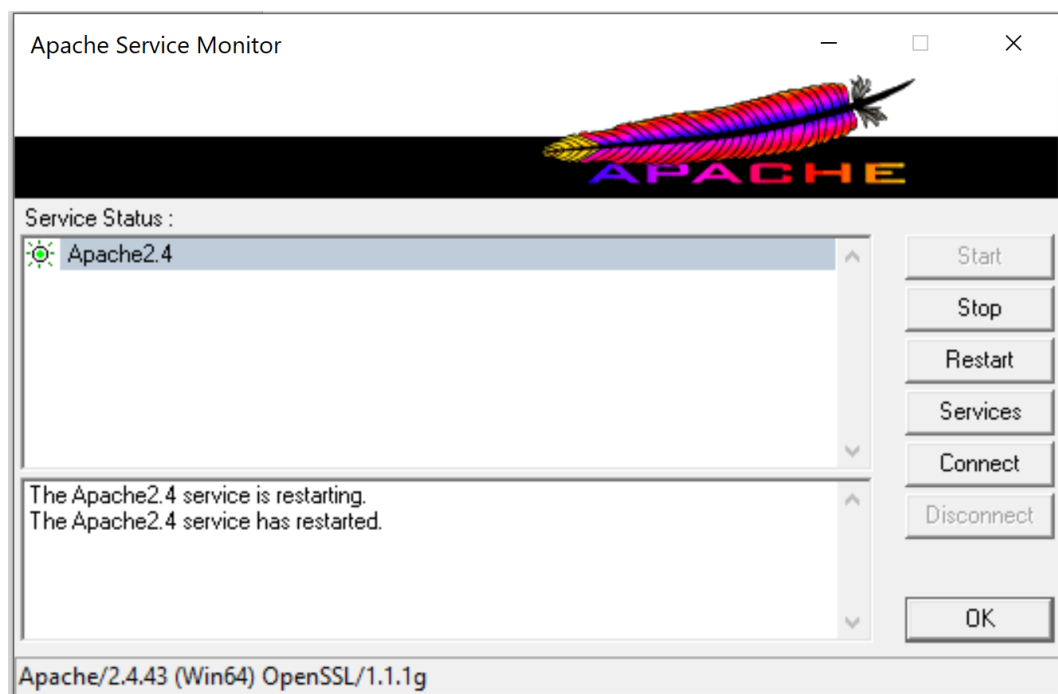 Apache Service Monitor
APACHE
Service Status :
Apache2.4
Start
Stop
Restart
Services
Connect
Disconnect
OK
The Apache2.4 service is restarting.
The Apache2.4 service has restarted.
Apache/2.4.43 (Win64) OpenSSL/1.1.1g